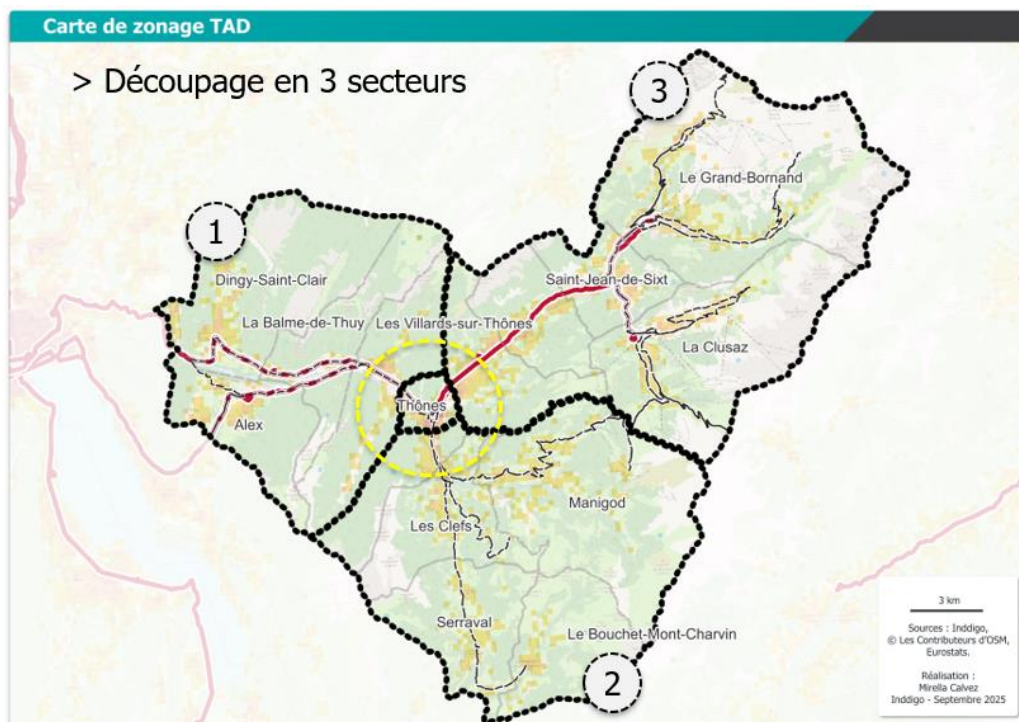 Carte de zonage TAD
> Découpage en 3 secteurs
3
Le Grand-Bornand
1
Dingy-Saint-Clair
Saint-Jean-de-Sixt
La Balme-de-Thuy
Les Villards-sur-Thônes
La Clusaz
Thônes
Alex
Manigod
Les Clefs
Serraval
Le Bouchet-Mont-Charvin
2
3 km
Sources : Inddigo,
© Les Contributeurs d'OSM,
Eurostats.
Réalisation :
Mirella Calvez
Inddigo - Septembre 2025